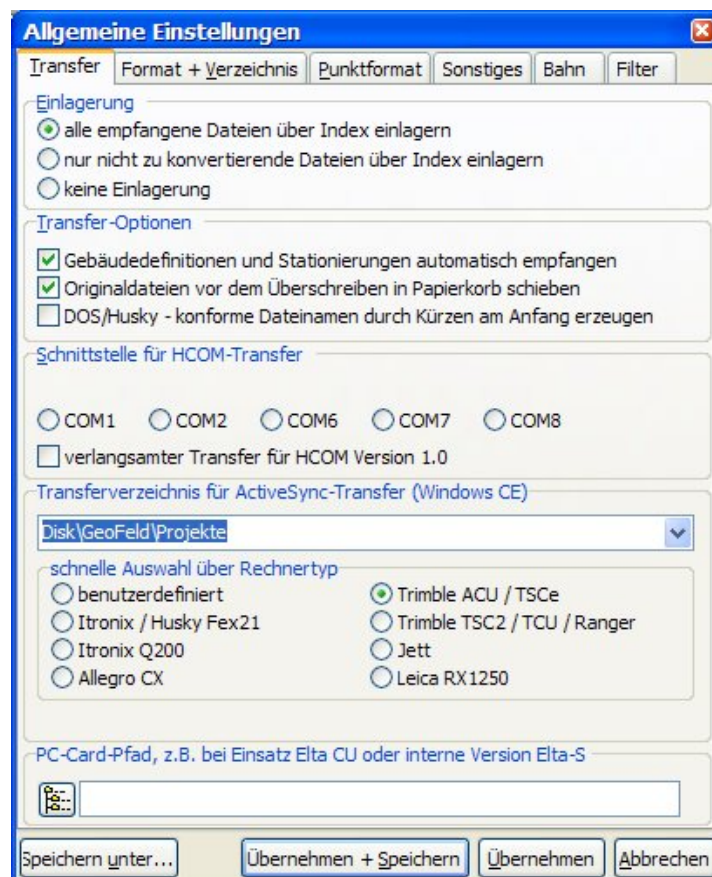 Allgemeine Einstellungen
Transfer Format + Verzeichnis Punktformat Sonstiges Bahn Filter
Einlagerung
alle empfangene Dateien über Index einlagern
nur nicht zu konvertierende Dateien über Index einlagern
keine Einlagerung
Transfer-Optionen
Gebäudedefinitionen und Stationierungen automatisch empfangen
Originaldateien vor dem Überschreiben in Papierkorb schieben
DOS/Husky - konforme Dateinamen durch Kürzen am Anfang erzeugen
Schnittstelle für HCOM-Transfer
COM1 COM2 COM6 COM7 COM8
verlangsamter Transfer für HCOM Version 1.0
Transferverzeichnis für ActiveSync-Transfer (Windows CE)
Disk\GeoFeld\Projekte
schnelle Auswahl über Rechnertyp
benutzerdefiniert Trimble ACU / TSCe
Itronix / Husky Fex21 Trimble TSC2 / TCU / Ranger
Itronix Q200 Jett
Allegro CX Leica RX1250
PC-Card-Pfad, z.B. bei Einsatz Elta CU oder interne Version Elta-S
Speichern unter... Übernehmen + Speichern Übernehmen Abbrechen